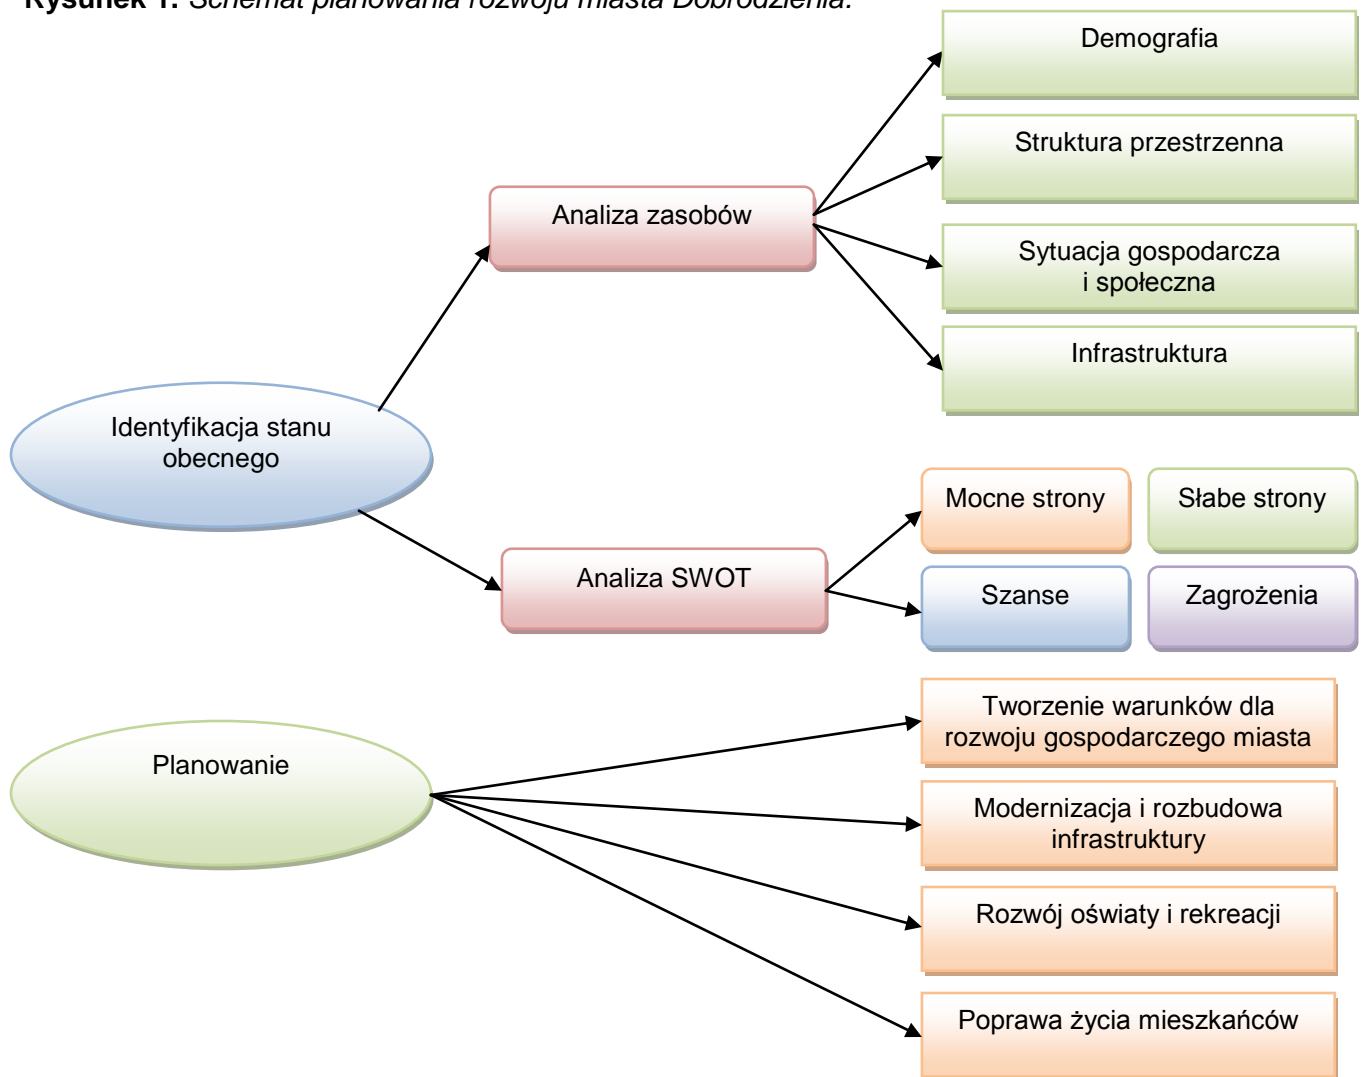 Rysunek 1. Schemat planowania rozwoju miasta Dobrodzienia.
Demografia
Struktura przestrzenna
Analiza zasobów
Sytuacja gospodarcza
i społeczna
Infrastruktura
Identyfikacja stanu
obecnego
Mocne strony
Słabe strony
Analiza SWOT
Szanse
Zagrożenia
Tworzenie warunków dla
rozwoju gospodarczego miasta
Planowanie
Modernizacja i rozbudowa
infrastruktury
Rozwój oświaty i rekreacji
Poprawa życia mieszkańców